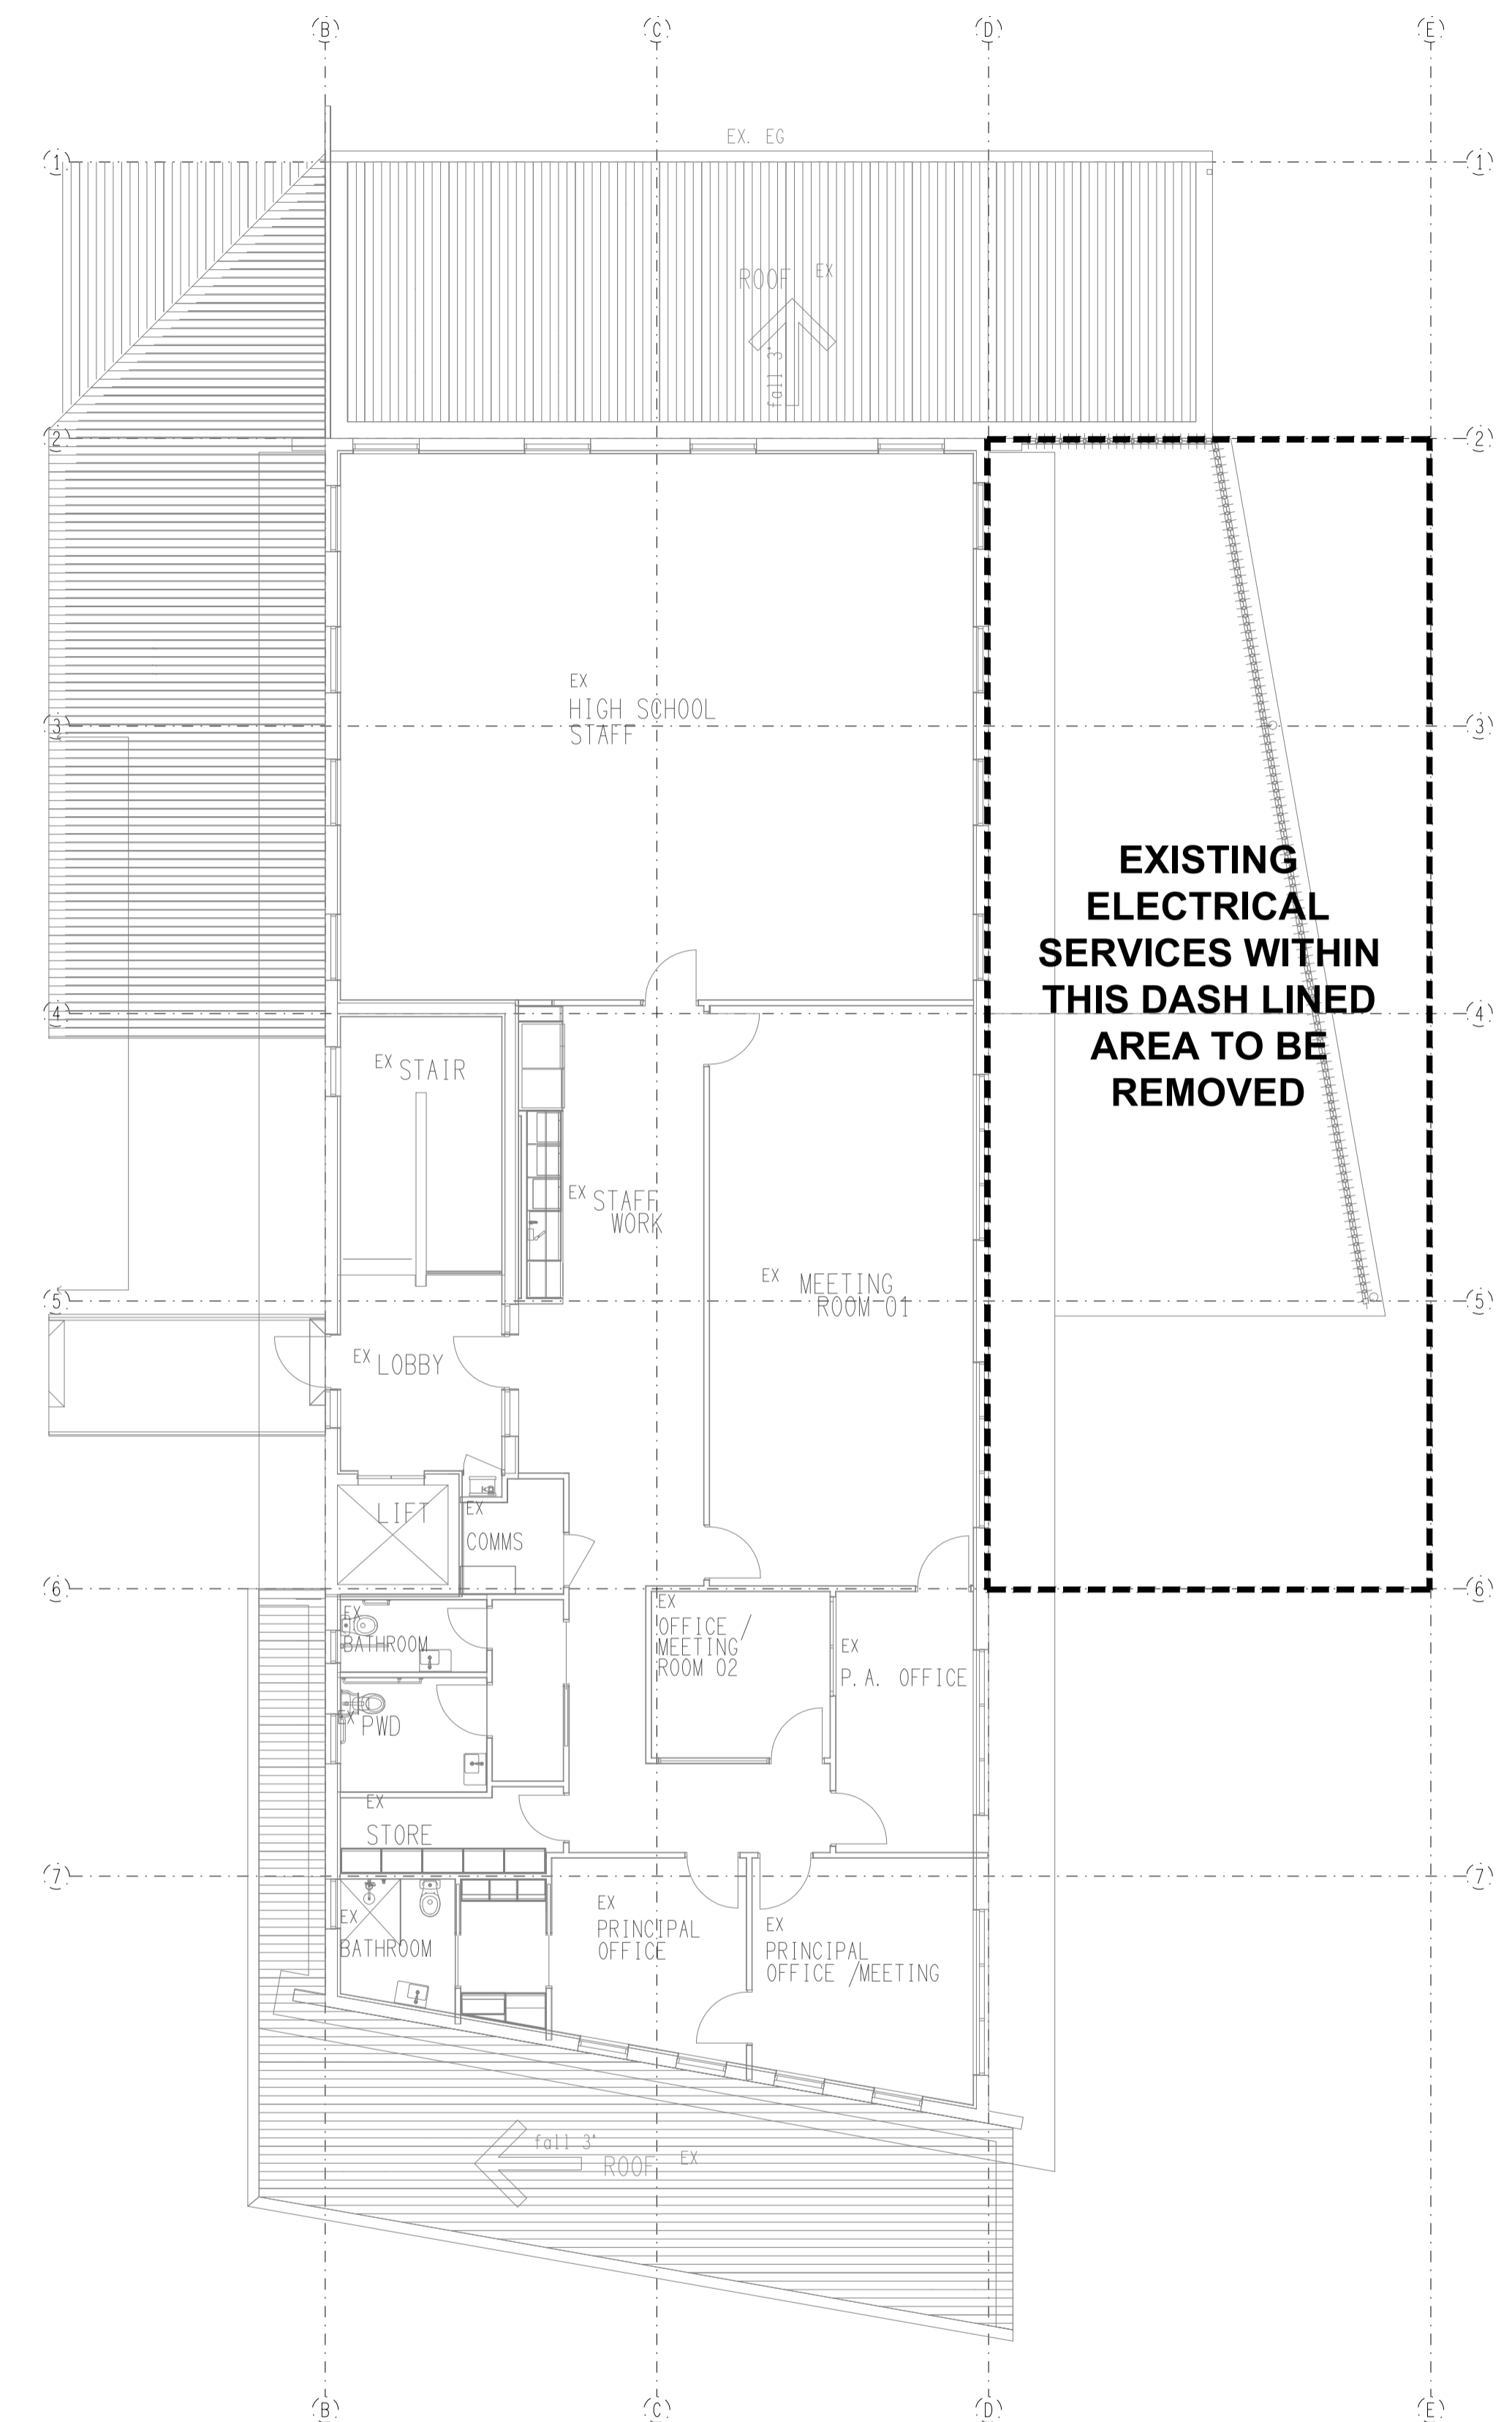 B
C
D
E
EX. EG
1
1
ROOF EX
fall 3°
2
2
EX
HIGH SCHOOL
STAFF
3
3
EXISTING
ELECTRICAL
SERVICES WITHIN
THIS DASH LINED
AREA TO BE
REMOVED
4
4
EX STAIR
EX STAFF
WORK
EX MEETING
ROOM 01
5
5
EX LOBBY
LIFT
EX
COMMS
6
6
EX
BATHROOM
EX
OFFICE /
MEETING
ROOM 02
EX
P.A. OFFICE
EX PWD
EX
STORE
7
7
EX
BATHROOM
EX
PRINCIPAL
OFFICE
EX
PRINCIPAL
OFFICE /MEETING
fall 3°
ROOF EX
B
C
D
E